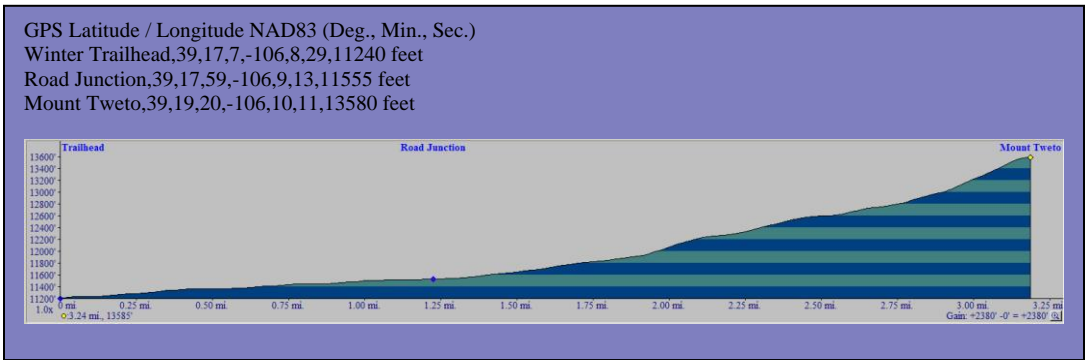 GPS Latitude / Longitude NAD83 (Deg., Min., Sec.)
Winter Trailhead,39,17,7,-106,8,29,11240 feet
Road Junction,39,17,59,-106,9,13,11555 feet
Mount Tweto,39,19,20,-106,10,11,13580 feet
Trailhead Road Junction Mount Tweto
13600'
13400'
13200'
13000'
12800'
12600'
12400'
12200'
12000'
11800'
11600'
11400'
11200'
1.0x 0 mi. 0.25 mi. 0.50 mi. 0.75 mi. 1.00 mi. 1.25 mi. 1.50 mi. 1.75 mi. 2.00 mi. 2.25 mi. 2.50 mi. 2.75 mi. 3.00 mi. 3.25 mi.
3.24 mi., 13585' Gain: +2380' -0' = +2380'